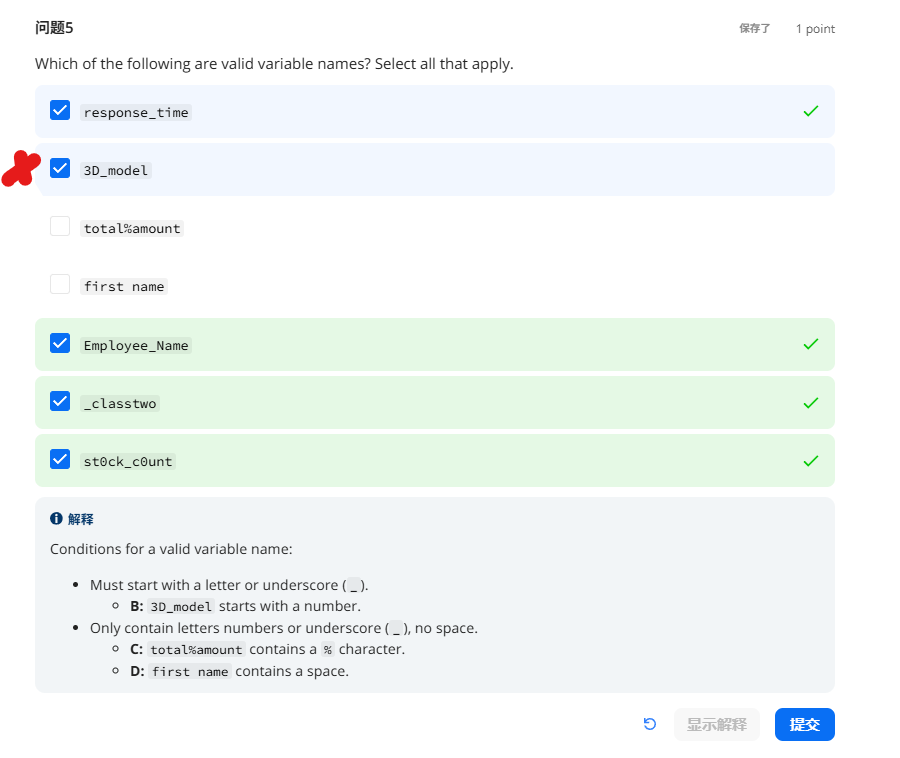 问题5
保存了 1 point
Which of the following are valid variable names? Select all that apply.
response_time
3D_model
total%amount
first name
Employee_Name
_classtwo
st0ck_c0unt
解释
Conditions for a valid variable name:
• Must start with a letter or underscore (_).
B: 3D_model starts with a number.
• Only contain letters numbers or underscore (_), no space.
C: total%amount contains a % character.
D: first name contains a space.
显示解释 提交